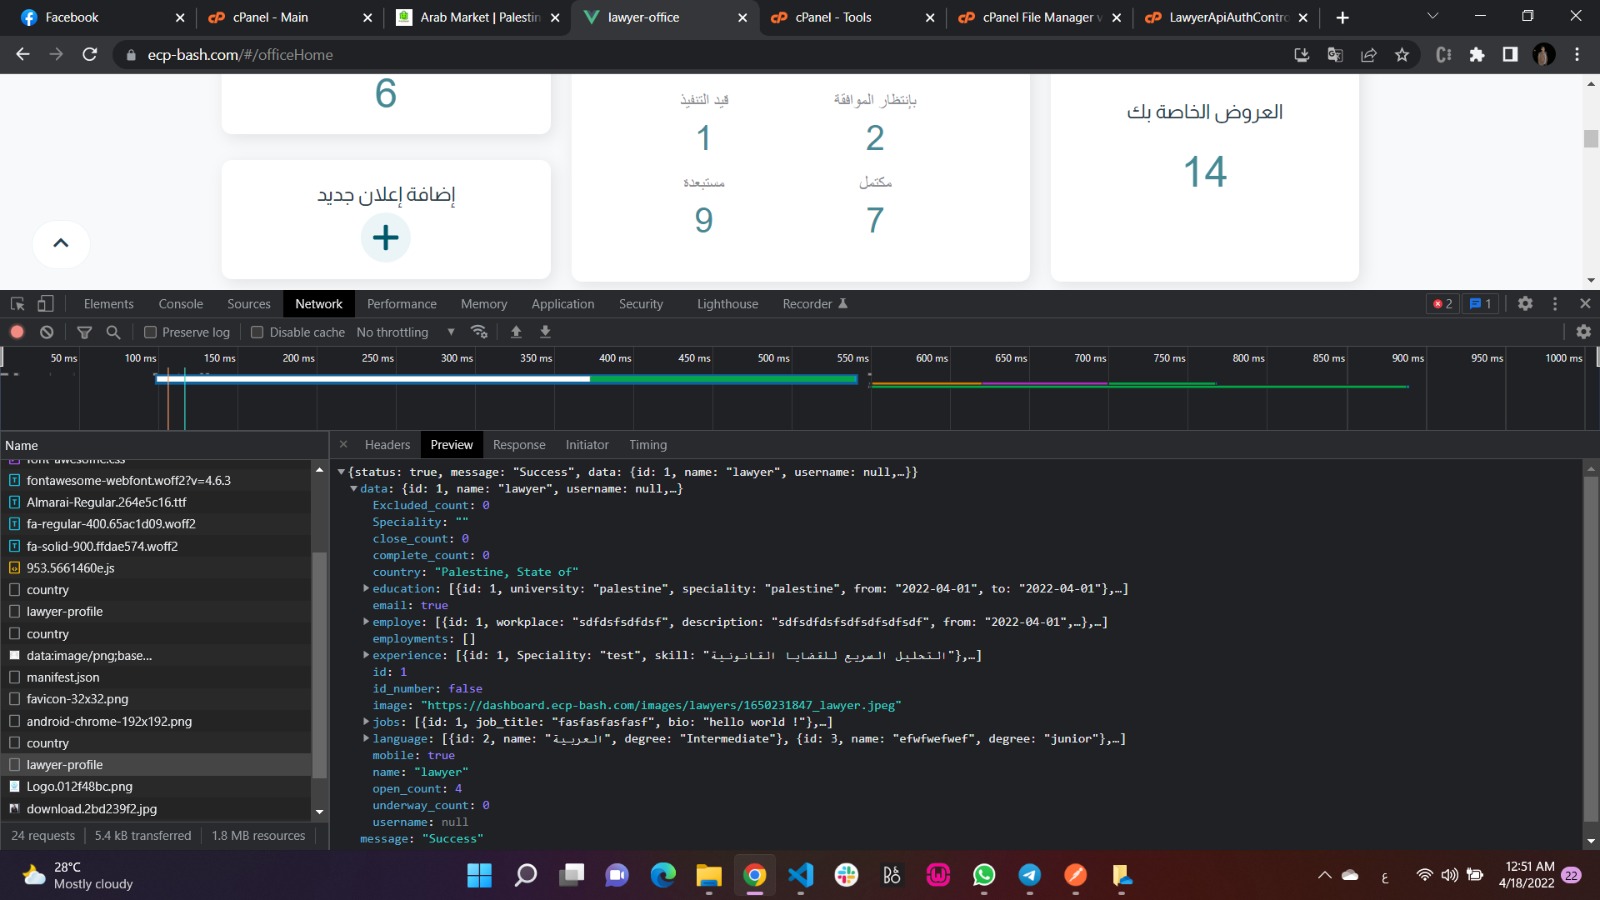 Facebook
cPanel - Main
Arab Market | Palestin
lawyer-office
cPanel - Tools
cPanel File Manager v
LawyerApiAuthContro
ecp-bash.com/#/officeHome
6
إضافة إعلان جديد
قيد التنفيذ
بإنتظار الموافقة
1
2
مستبعدة
مكتمل
9
7
العروض الخاصة بك
14
Elements Console Sources Network Performance Memory Application Security Lighthouse Recorder
2
1
Preserve log Disable cache No throttling
50 ms 100 ms 150 ms 200 ms 250 ms 300 ms 350 ms 400 ms 450 ms 500 ms 550 ms 600 ms 650 ms 700 ms 750 ms 800 ms 850 ms 900 ms 950 ms 1000 ms
Name
font-awesome.css
fontawesome-webfont.woff2?v=4.6.3
Almarai-Regular.264e5c16.ttf
fa-regular-400.65ac1d09.woff2
fa-solid-900.ffdae574.woff2
953.5661460e.js
country
lawyer-profile
country
data:image/png;base...
manifest.json
favicon-32x32.png
android-chrome-192x192.png
country
lawyer-profile
Logo.012f48bc.png
download.2bd239f2.jpg
24 requests 5.4 kB transferred 1.8 MB resources
Headers Preview Response Initiator Timing
{status: true, message: "Success", data: {id: 1, name: "lawyer", username: null,…}}
data: {id: 1, name: "lawyer", username: null,…}
Excluded_count: 0
Speciality: ""
close_count: 0
complete_count: 0
country: "Palestine, State of"
education: [{id: 1, university: "palestine", speciality: "palestine", from: "2022-04-01", to: "2022-04-01"},…]
email: true
employe: [{id: 1, workplace: "sdfdsfsdfdsf", description: "sdfsdfdsfsdfsdfsdfsdf", from: "2022-04-01",…},…]
employments: []
experience: [{id: 1, Speciality: "test", skill: "التحليل السريع للقضايا القانونية"},…]
id: 1
id_number: false
image: "https://dashboard.ecp-bash.com/images/lawyers/1650231847_lawyer.jpeg"
jobs: [{id: 1, job_title: "fasfasfasfasf", bio: "hello world !"},…]
language: [{id: 2, name: "العربية", degree: "Intermediate"}, {id: 3, name: "efwfwefwef", degree: "junior"},…]
mobile: true
name: "lawyer"
open_count: 4
underway_count: 0
username: null
message: "Success"
28°C
Mostly cloudy
ع
12:51 AM
4/18/2022
22